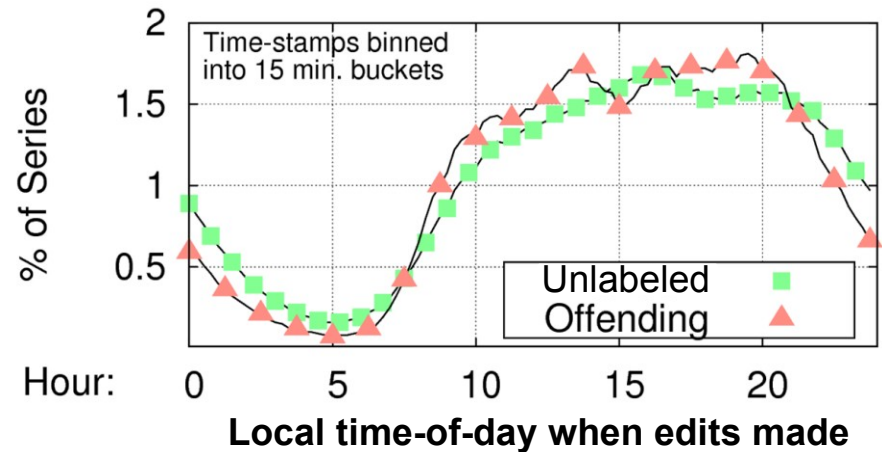 2
Time-stamps binned
into 15 min. buckets
1.5
1
0.5
% of Series
Unlabeled
Offending
Hour: 0 5 10 15 20
Local time-of-day when edits made